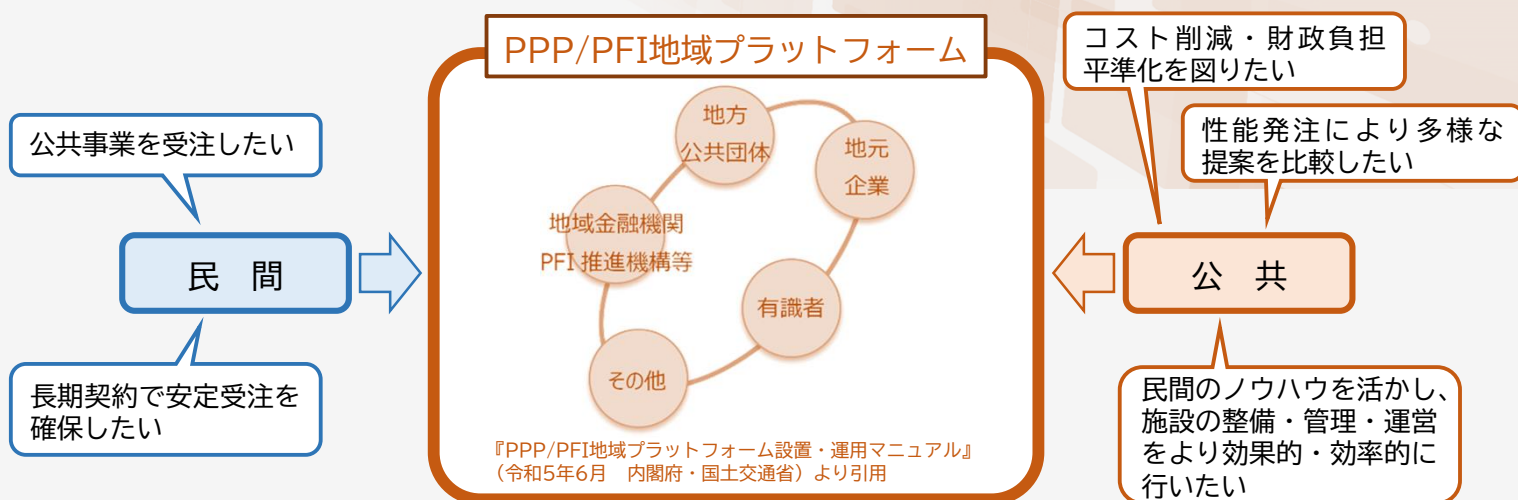 PPP/PFI地域プラットフォーム
公共事業を受注したい
民 間
長期契約で安定受注を
確保したい
地方
公共団体
地元
企業
地域金融機関
PFI 推進機構等
有識者
その他
『PPP/PFI地域プラットフォーム設置・運用マニュアル』
（令和5年6月　内閣府・国土交通省）より引用
コスト削減・財政負担
平準化を図りたい
性能発注により多様な
提案を比較したい
公 共
民間のノウハウを活かし、
施設の整備・管理・運営
をより効果的・効率的に
行いたい